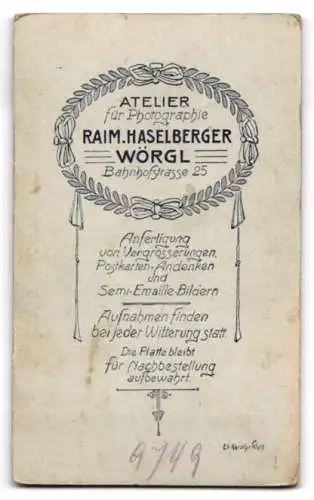 ATELIER
für Photographie
RAIM. HASELBERGER
WÖRGL
Bahnhofstrasse 25
Anfertigung
von Vergrösserungen,
Postkarten-Andenken
und
Semi-Emaille-Bildern
Aufnahmen finden
bei jeder Witterung statt.
Die Platte bleibt
für Nachbestellung
aufbewahrt.
9749